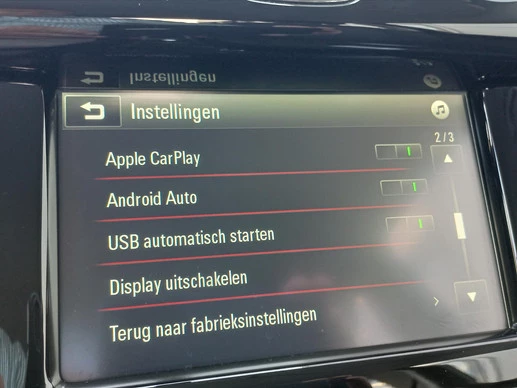 Instellingen
Instellingen
2/3
Apple CarPlay
Android Auto
USB automatisch starten
Display uitschakelen
Terug naar fabrieksinstellingen